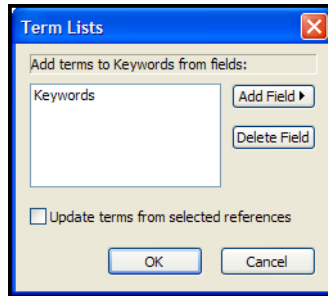 Term Lists
Add terms to Keywords from fields:
Keywords
Add Field
Delete Field
Update terms from selected references
OK
Cancel